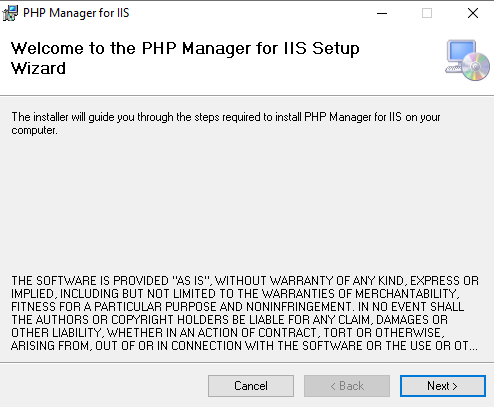 PHP Manager for IIS
Welcome to the PHP Manager for IIS Setup
Wizard
The installer will guide you through the steps required to install PHP Manager for IIS on your
computer.
THE SOFTWARE IS PROVIDED "AS IS", WITHOUT WARRANTY OF ANY KIND, EXPRESS OR
IMPLIED, INCLUDING BUT NOT LIMITED TO THE WARRANTIES OF MERCHANTABILITY,
FITNESS FOR A PARTICULAR PURPOSE AND NONINFRINGEMENT. IN NO EVENT SHALL
THE AUTHORS OR COPYRIGHT HOLDERS BE LIABLE FOR ANY CLAIM, DAMAGES OR
OTHER LIABILITY, WHETHER IN AN ACTION OF CONTRACT, TORT OR OTHERWISE,
ARISING FROM, OUT OF OR IN CONNECTION WITH THE SOFTWARE OR THE USE OR OT...
Cancel < Back Next >